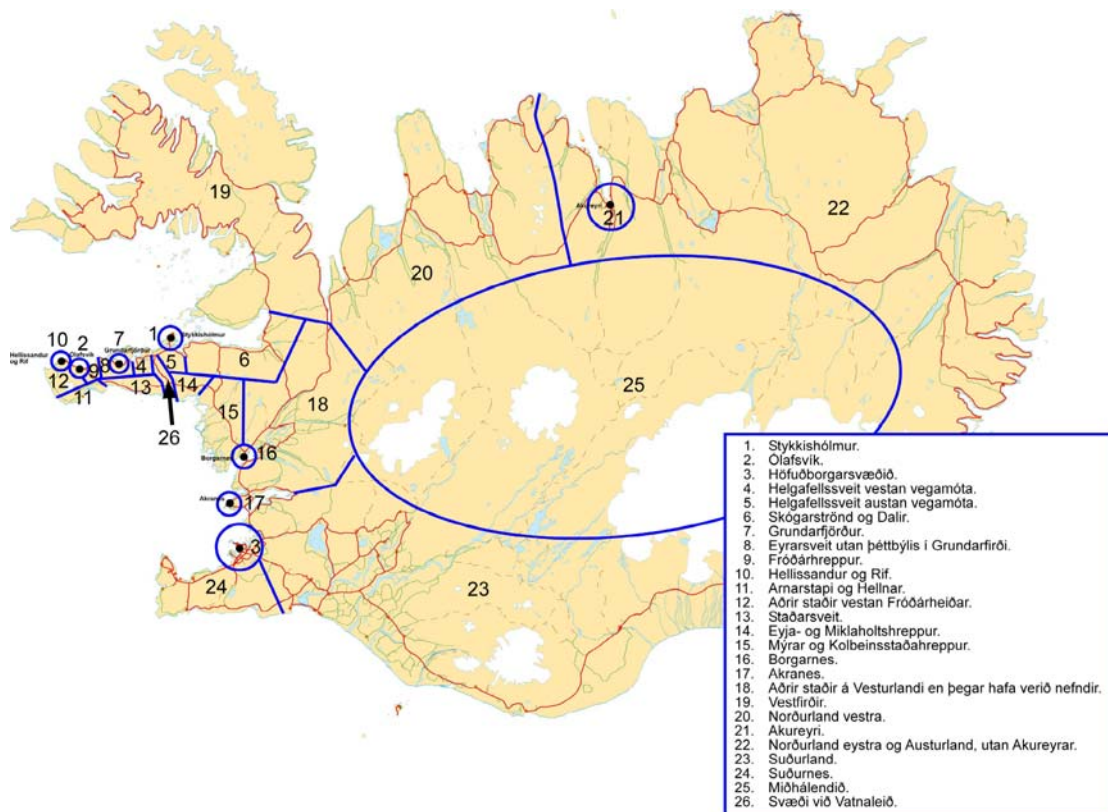 19
22
Akureyri
21
20
1
Stykkishólmur
10
2
7
Hellissandur
og Rif
Ólafsvík
Grundarfjörður
9
8
4
5
6
12
11
13
14
25
26
15
18
Borgarnes
16
Akranes
17
3
24
23
1. Stykkishólmur.
2. Ólafsvík.
3. Höfuðborgarsvæðið.
4. Helgafellssveit vestan vegamóta.
5. Helgafellssveit austan vegamóta.
6. Skógarströnd og Dalir.
7. Grundarfjörður.
8. Eyrarsveit utan þéttbýlis í Grundarfirði.
9. Fróðárhreppur.
10. Hellissandur og Rif.
11. Arnarstapi og Hellnar.
12. Aðrir staðir vestan Fróðárheiðar.
13. Staðarsveit.
14. Eyja- og Miklaholtshreppur.
15. Mýrar og Kolbeinsstaðahreppur.
16. Borgarnes.
17. Akranes.
18. Aðrir staðir á Vesturlandi en þegar hafa verið nefndir.
19. Vestfirðir.
20. Norðurland vestra.
21. Akureyri.
22. Norðurland eystra og Austurland, utan Akureyrar.
23. Suðurland.
24. Suðurnes.
25. Miðhálendið.
26. Svæði við Vatnaleið.